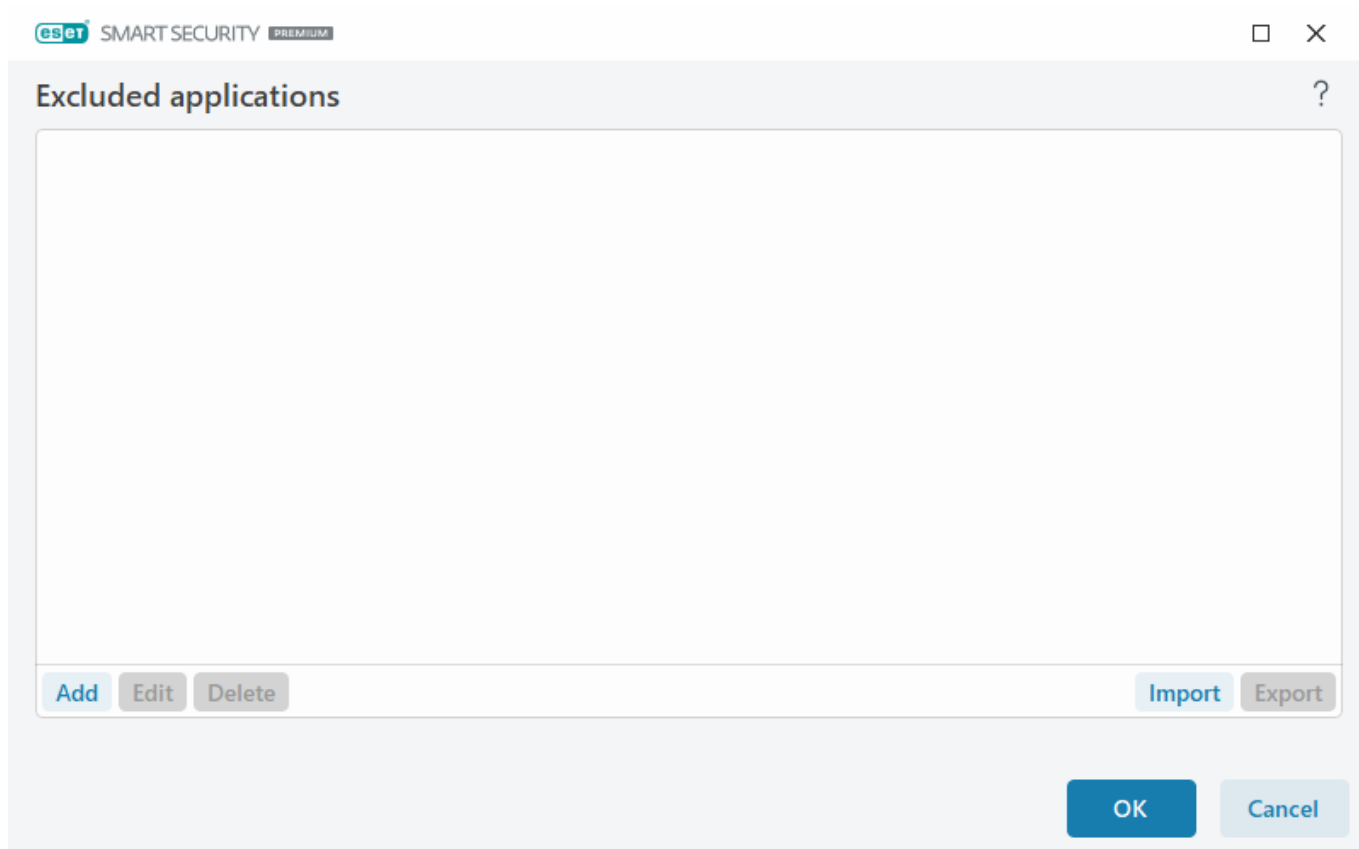 eset SMART SECURITY PREMIUM
Excluded applications ?
Add Edit Delete Import Export
OK Cancel